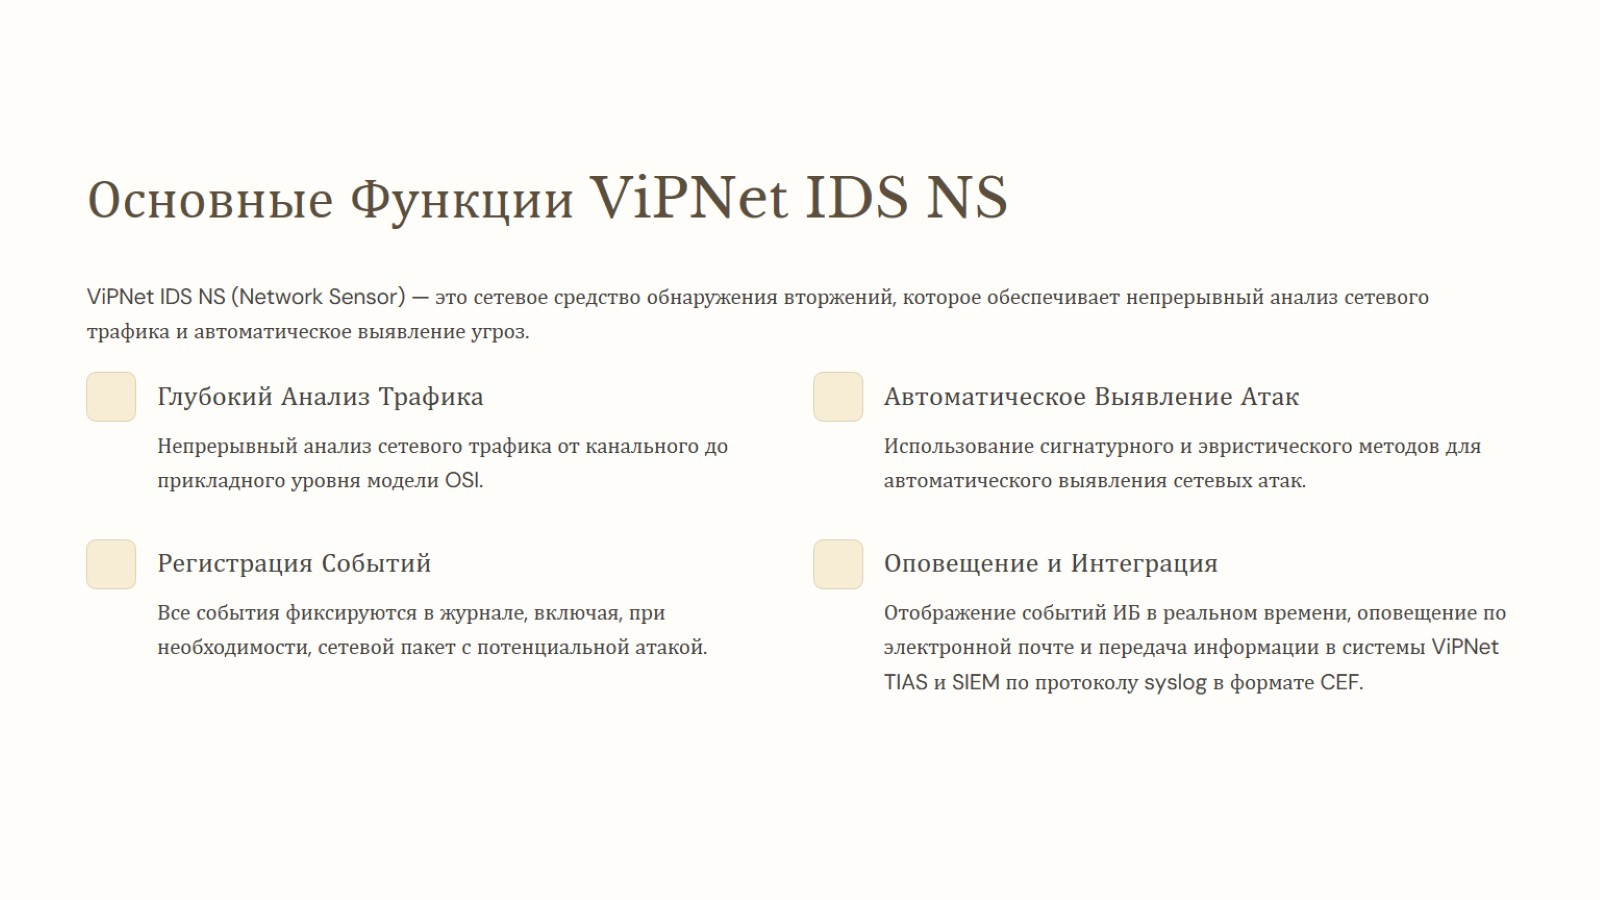 Основные Функции ViPNet IDS NS
ViPNet IDS NS (Network Sensor) — это сетевое средство обнаружения вторжений, которое обеспечивает непрерывный анализ сетевого
трафика и автоматическое выявление угроз.
Глубокий Анализ Трафика
Непрерывный анализ сетевого трафика от канального до
прикладного уровня модели OSI.
Автоматическое Выявление Атак
Использование сигнатурного и эвристического методов для
автоматического выявления сетевых атак.
Регистрация Событий
Все события фиксируются в журнале, включая, при
необходимости, сетевой пакет с потенциальной атакой.
Оповещение и Интеграция
Отображение событий ИБ в реальном времени, оповещение по
электронной почте и передача информации в системы ViPNet
TIAS и SIEM по протоколу syslog в формате CEF.